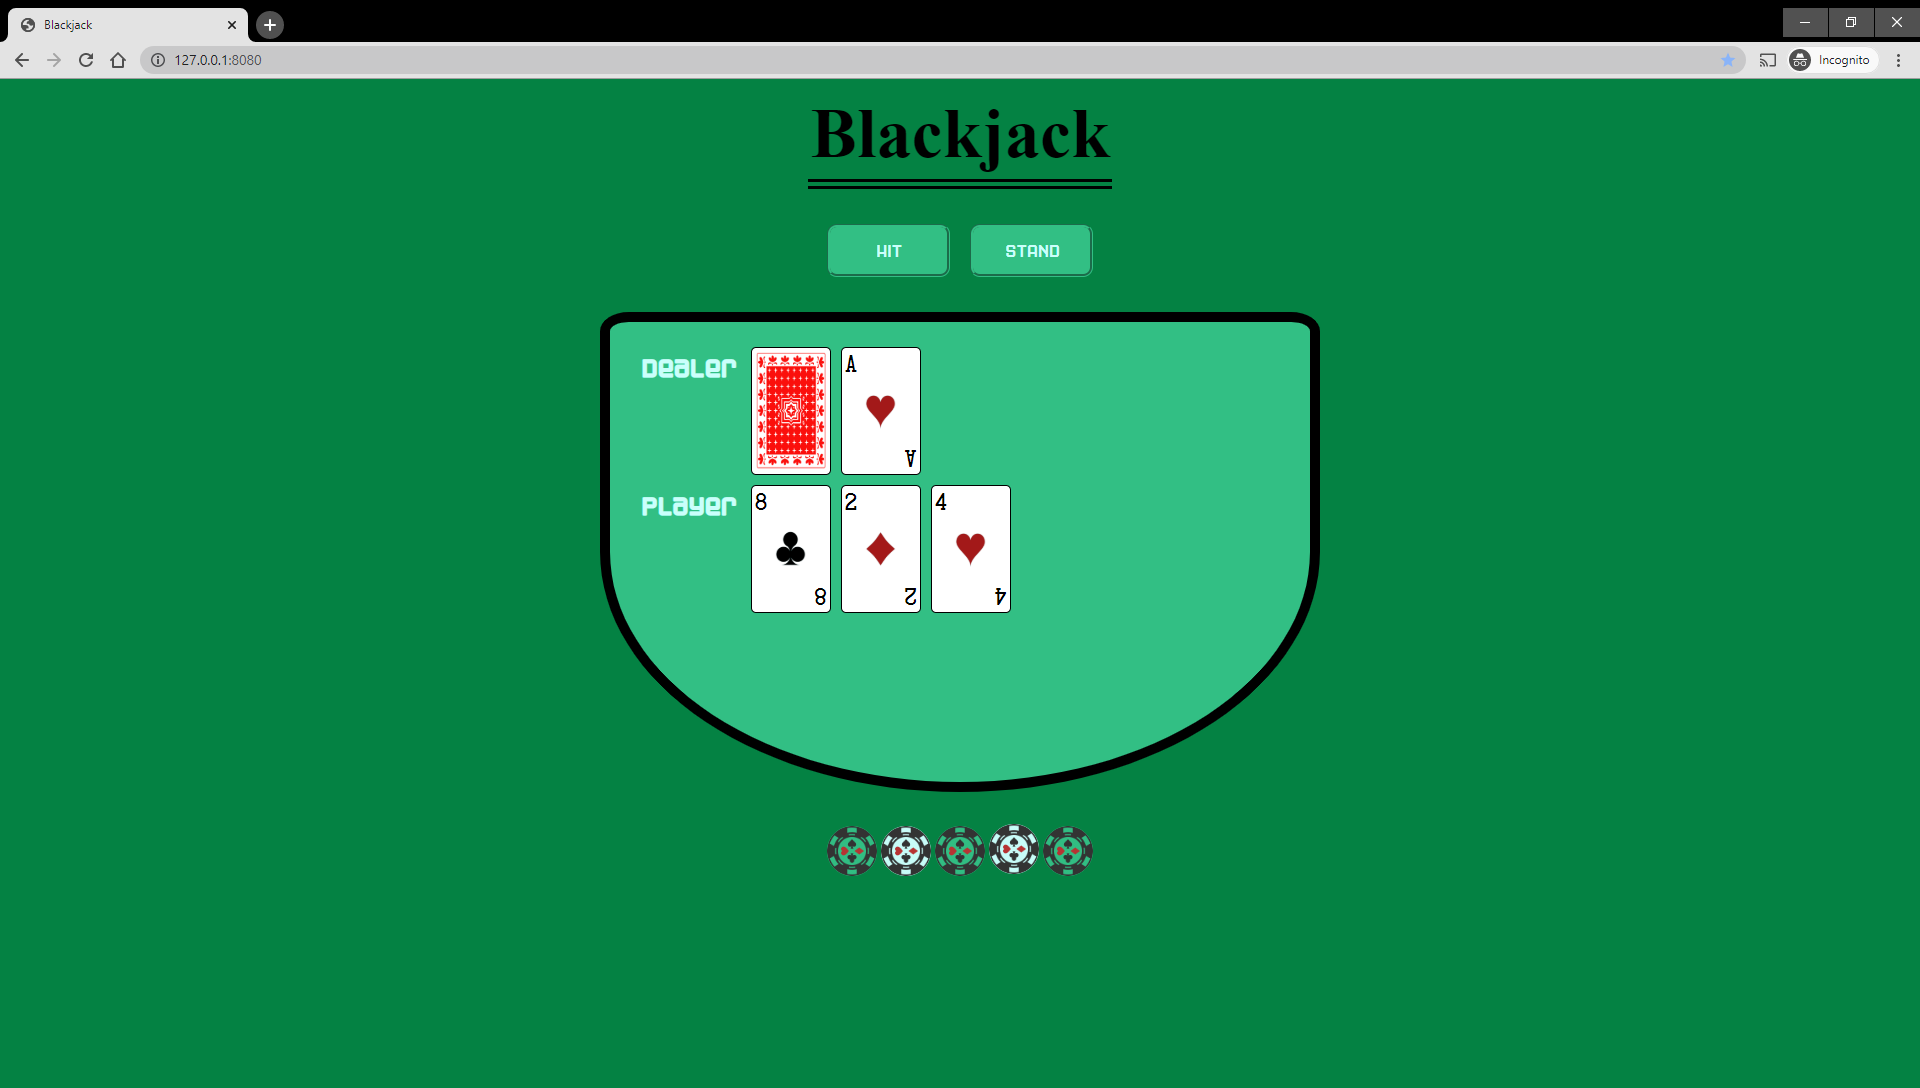 Blackjack
127.0.0.1:8080
Incognito
Blackjack
HIT
STAND
Dealer
A
A
Player
8
2
4
8
2
4